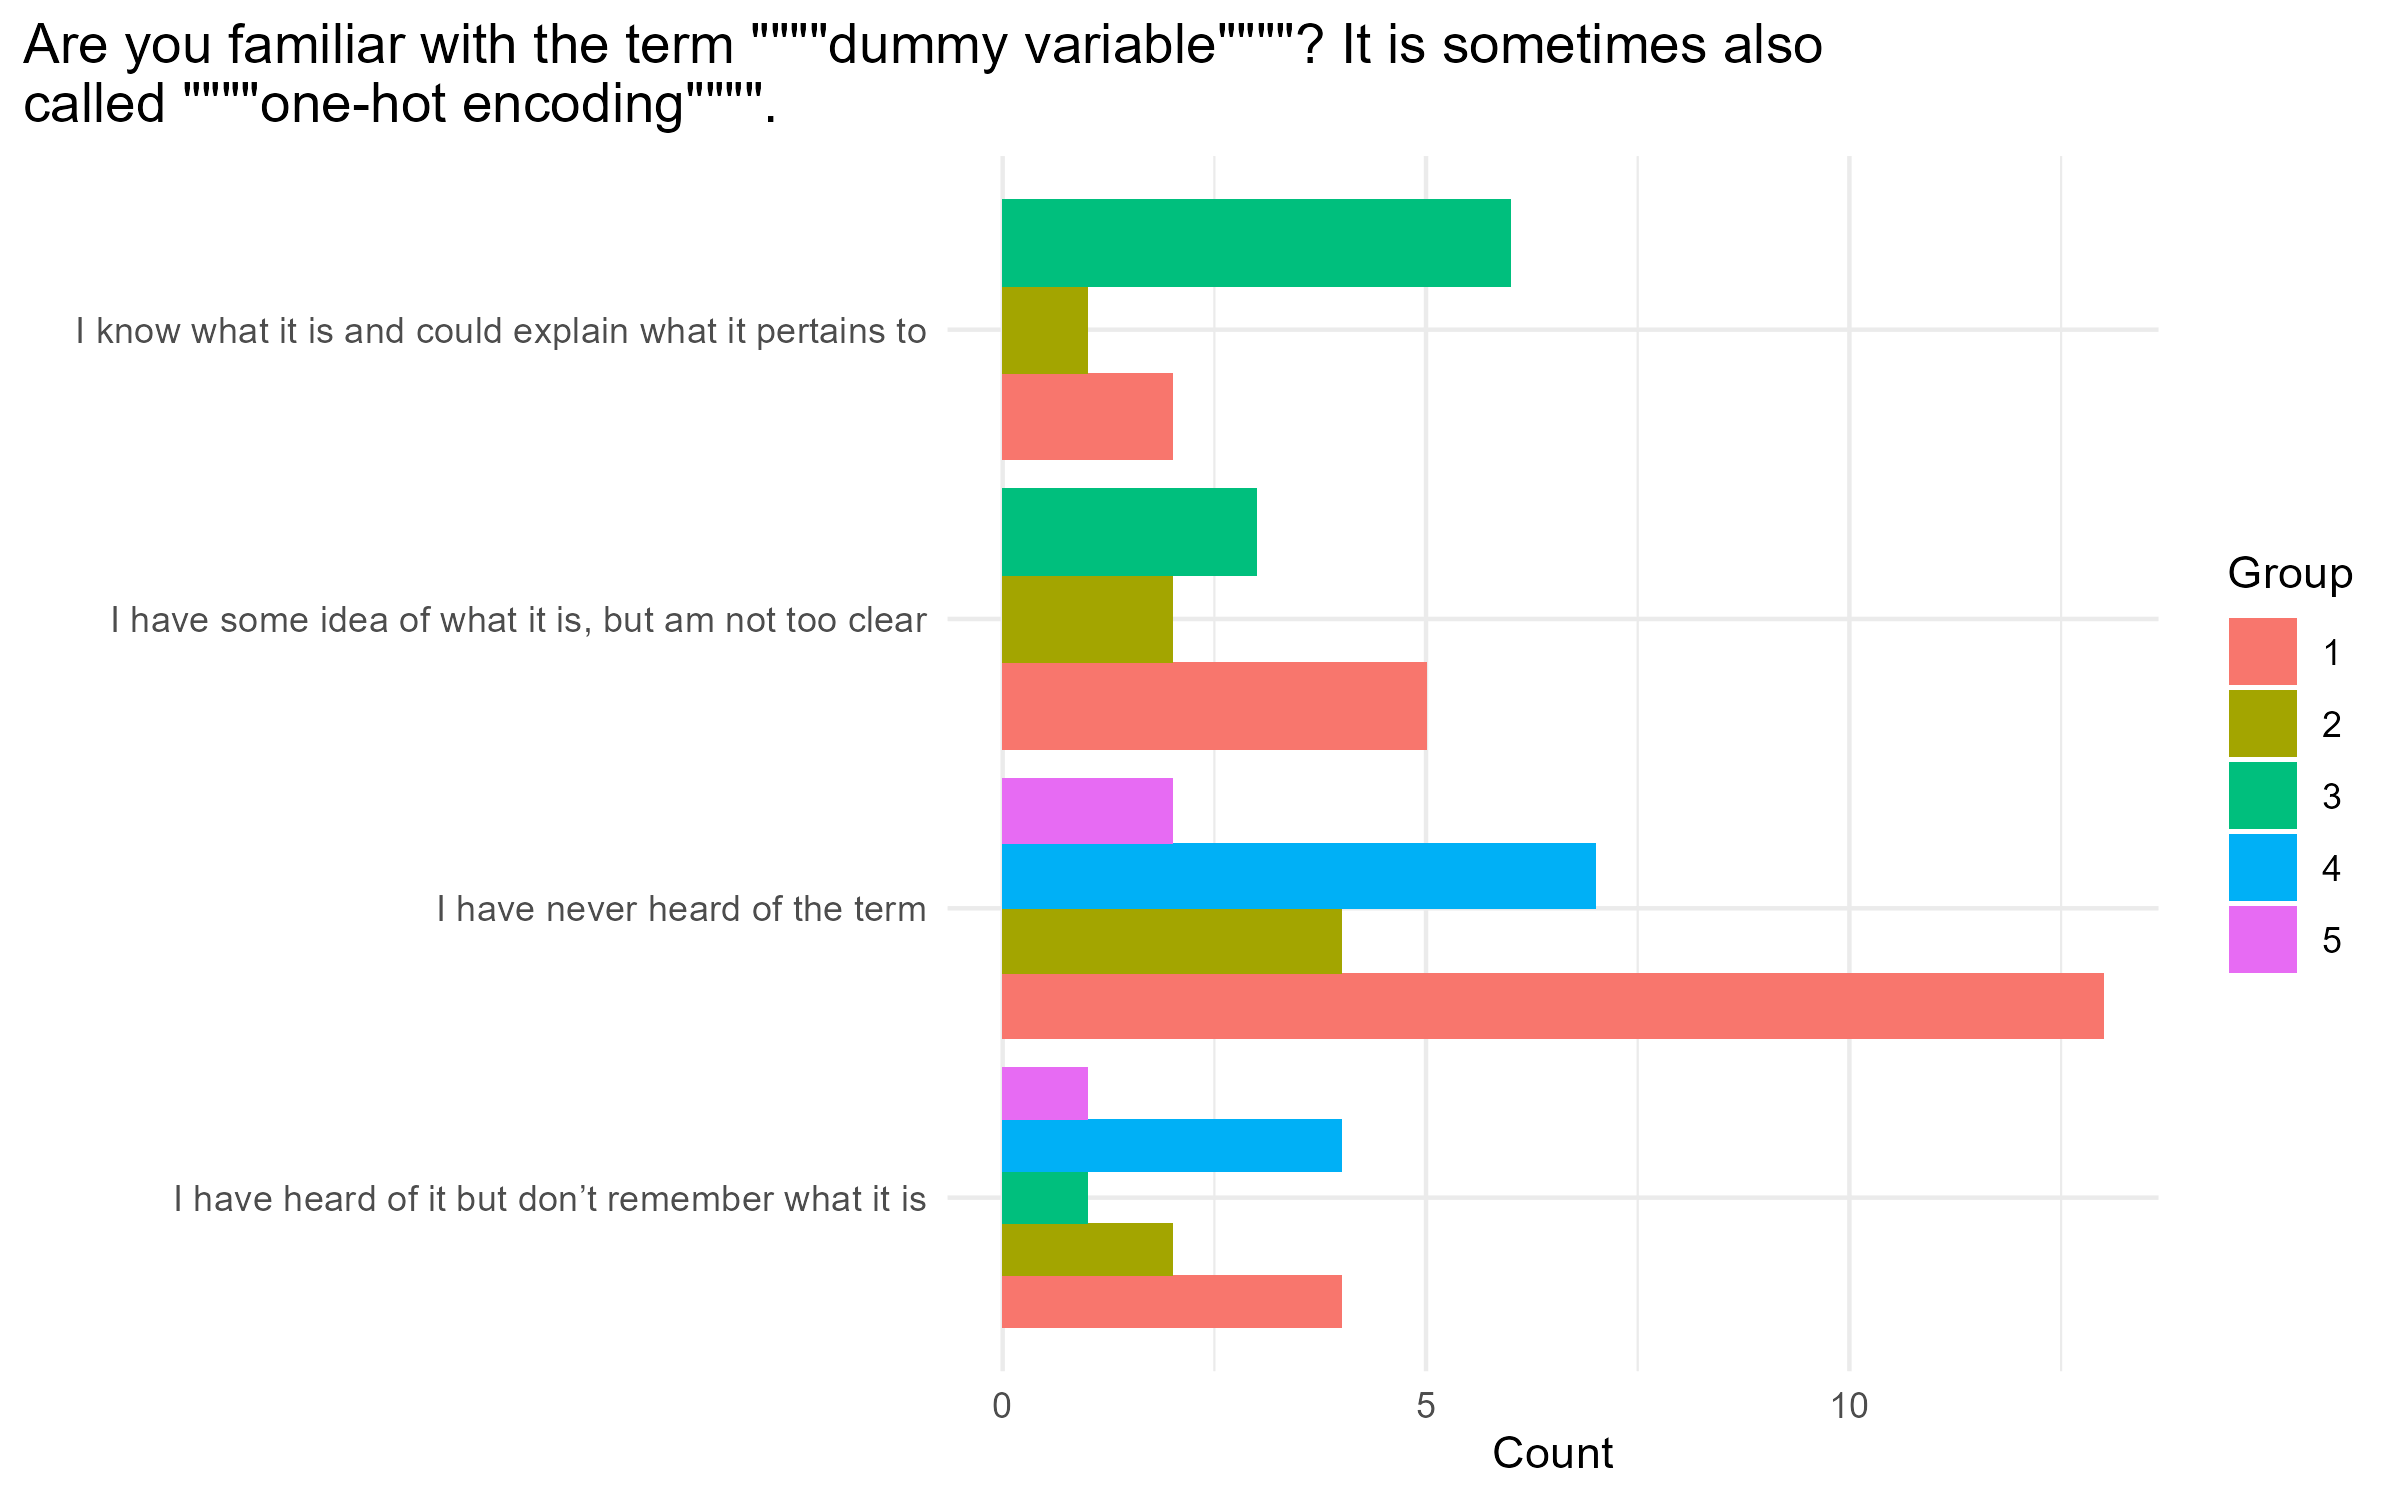 Are you familiar with the term """"dummy variable""""? It is sometimes also
called """"one-hot encoding"""".
I know what it is and could explain what it pertains to
I have some idea of what it is, but am not too clear
I have never heard of the term
I have heard of it but don’t remember what it is
0
5
10
Count
Group
1
2
3
4
5